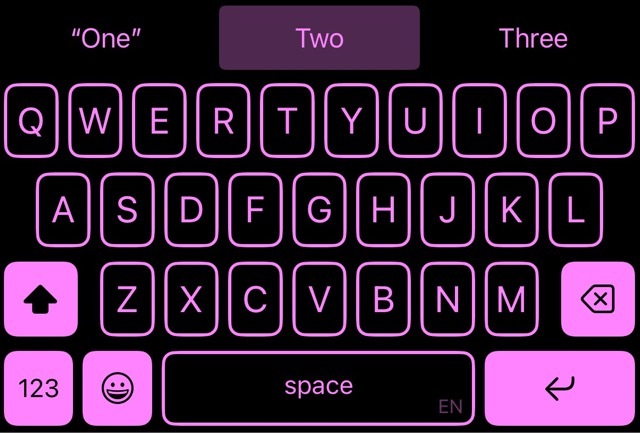 “One” Two Three
Q W E R T Y U I O P
A S D F G H J K L
Z X C V B N M
123 space EN